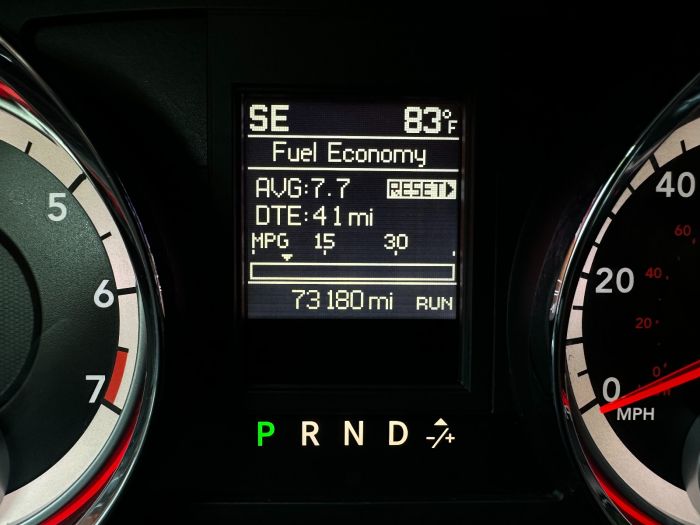 SE 83°F
Fuel Economy
AVG:7.7 RESET
DTE:41 mi
MPG 15 30
73180 mi RUN
5
6
7
40
60
20
40
20
0
0
MPH
P R N D -/+